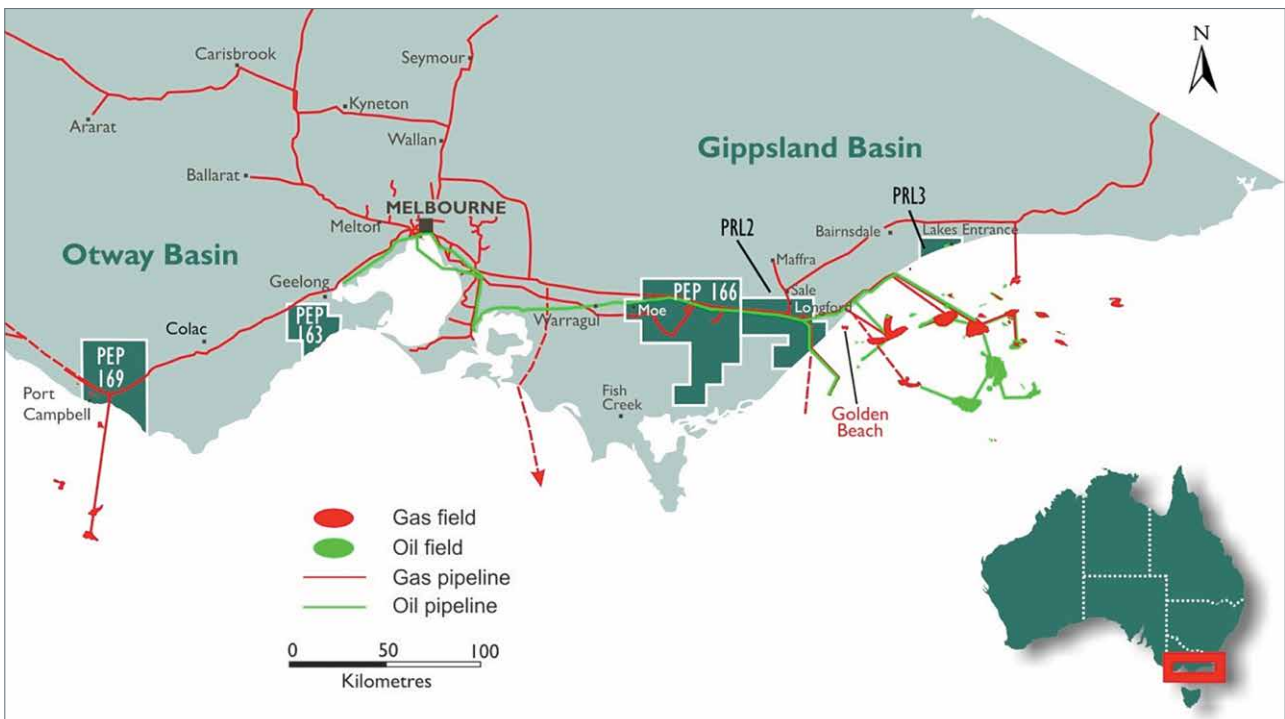 N
Carisbrook
Seymour
Ararat
Kyneton
Wallan
Gippsland Basin
Ballarat
PRL3
MELBOURNE
Melton
PRL2
Bairnsdale
Lakes Entrance
Otway Basin
Maffra
Geelong
Sale
PEP 166
Longford
Moe
PEP
163
Warragul
Colac
PEP
169
Port
Campbell
Fish
Creek
Golden
Beach
Gas field
Oil field
Gas pipeline
Oil pipeline
0 50 100
Kilometres